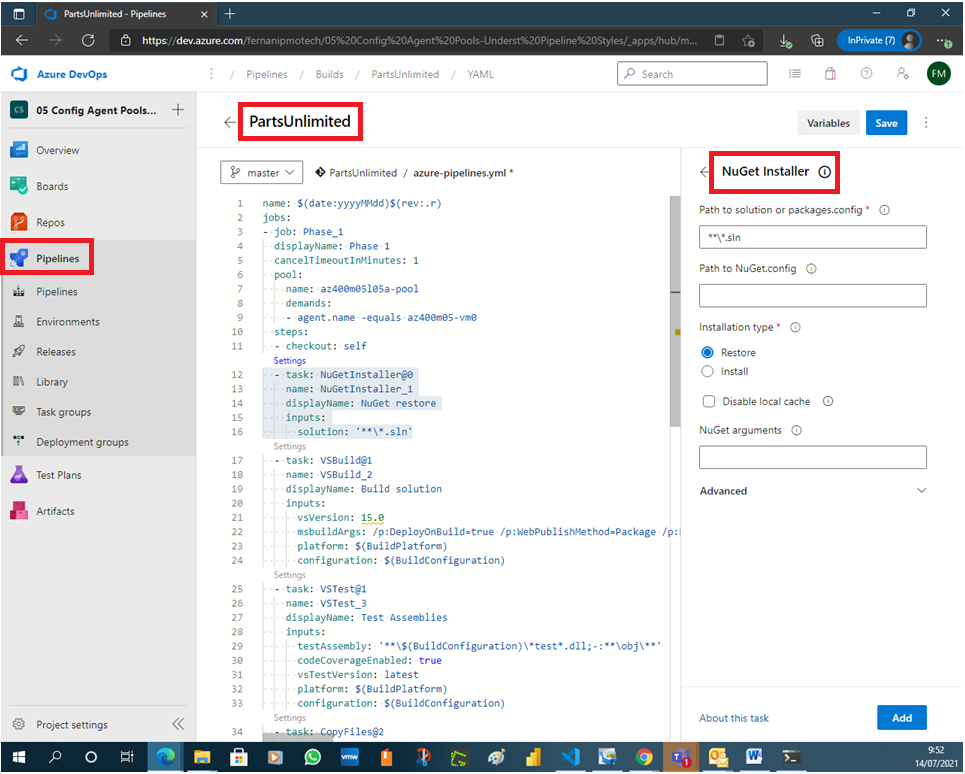 PartsUnlimited - Pipelines
https://dev.azure.com/fernanipmotech/05%20Config%20Agent%20Pools-Underst%20Pipeline%20Styles/_apps/hub/m...
InPrivate (7)
Azure DevOps
/ Pipelines / Builds / PartsUnlimited / YAML
Search
FM
CS
05 Config Agent Pools...
Overview
Boards
Repos
Pipelines
Pipelines
Environments
Releases
Library
Task groups
Deployment groups
Test Plans
Artifacts
Project settings
PartsUnlimited
Variables
Save
master
PartsUnlimited / azure-pipelines.yml *
1 name: $(date:yyyyMMdd)$(rev:.r)
2 jobs:
3 - job: Phase_1
4 displayName: Phase 1
5 cancelTimeoutInMinutes: 1
6 pool:
7 name: az400m05l05a-pool
8 demands:
9 - agent.name -equals az400m05-vm0
10 steps:
11 - checkout: self
Settings
12 - task: NuGetInstaller@0
13 name: NuGetInstaller_1
14 displayName: NuGet restore
15 inputs:
16 solution: '**\*.sln'
Settings
17 - task: VSBuild@1
18 name: VSBuild_2
19 displayName: Build solution
20 inputs:
21 vsVersion: 15.0
22 msbuildArgs: /p:DeployOnBuild=true /p:WebPublishMethod=Package /p:
23 platform: $(BuildPlatform)
24 configuration: $(BuildConfiguration)
Settings
25 - task: VSTest@1
26 name: VSTest_3
27 displayName: Test Assemblies
28 inputs:
29 testAssembly: '**\$(BuildConfiguration)\*test*.dll;-:**\obj\**'
30 codeCoverageEnabled: true
31 vsTestVersion: latest
32 platform: $(BuildPlatform)
33 configuration: $(BuildConfiguration)
Settings
34 - task: CopyFiles@2
NuGet Installer
Path to solution or packages.config *
**\*.sln
Path to NuGet.config
Installation type *
Restore
Install
Disable local cache
NuGet arguments
Advanced
About this task
Add
vmw
9:52
14/07/2021